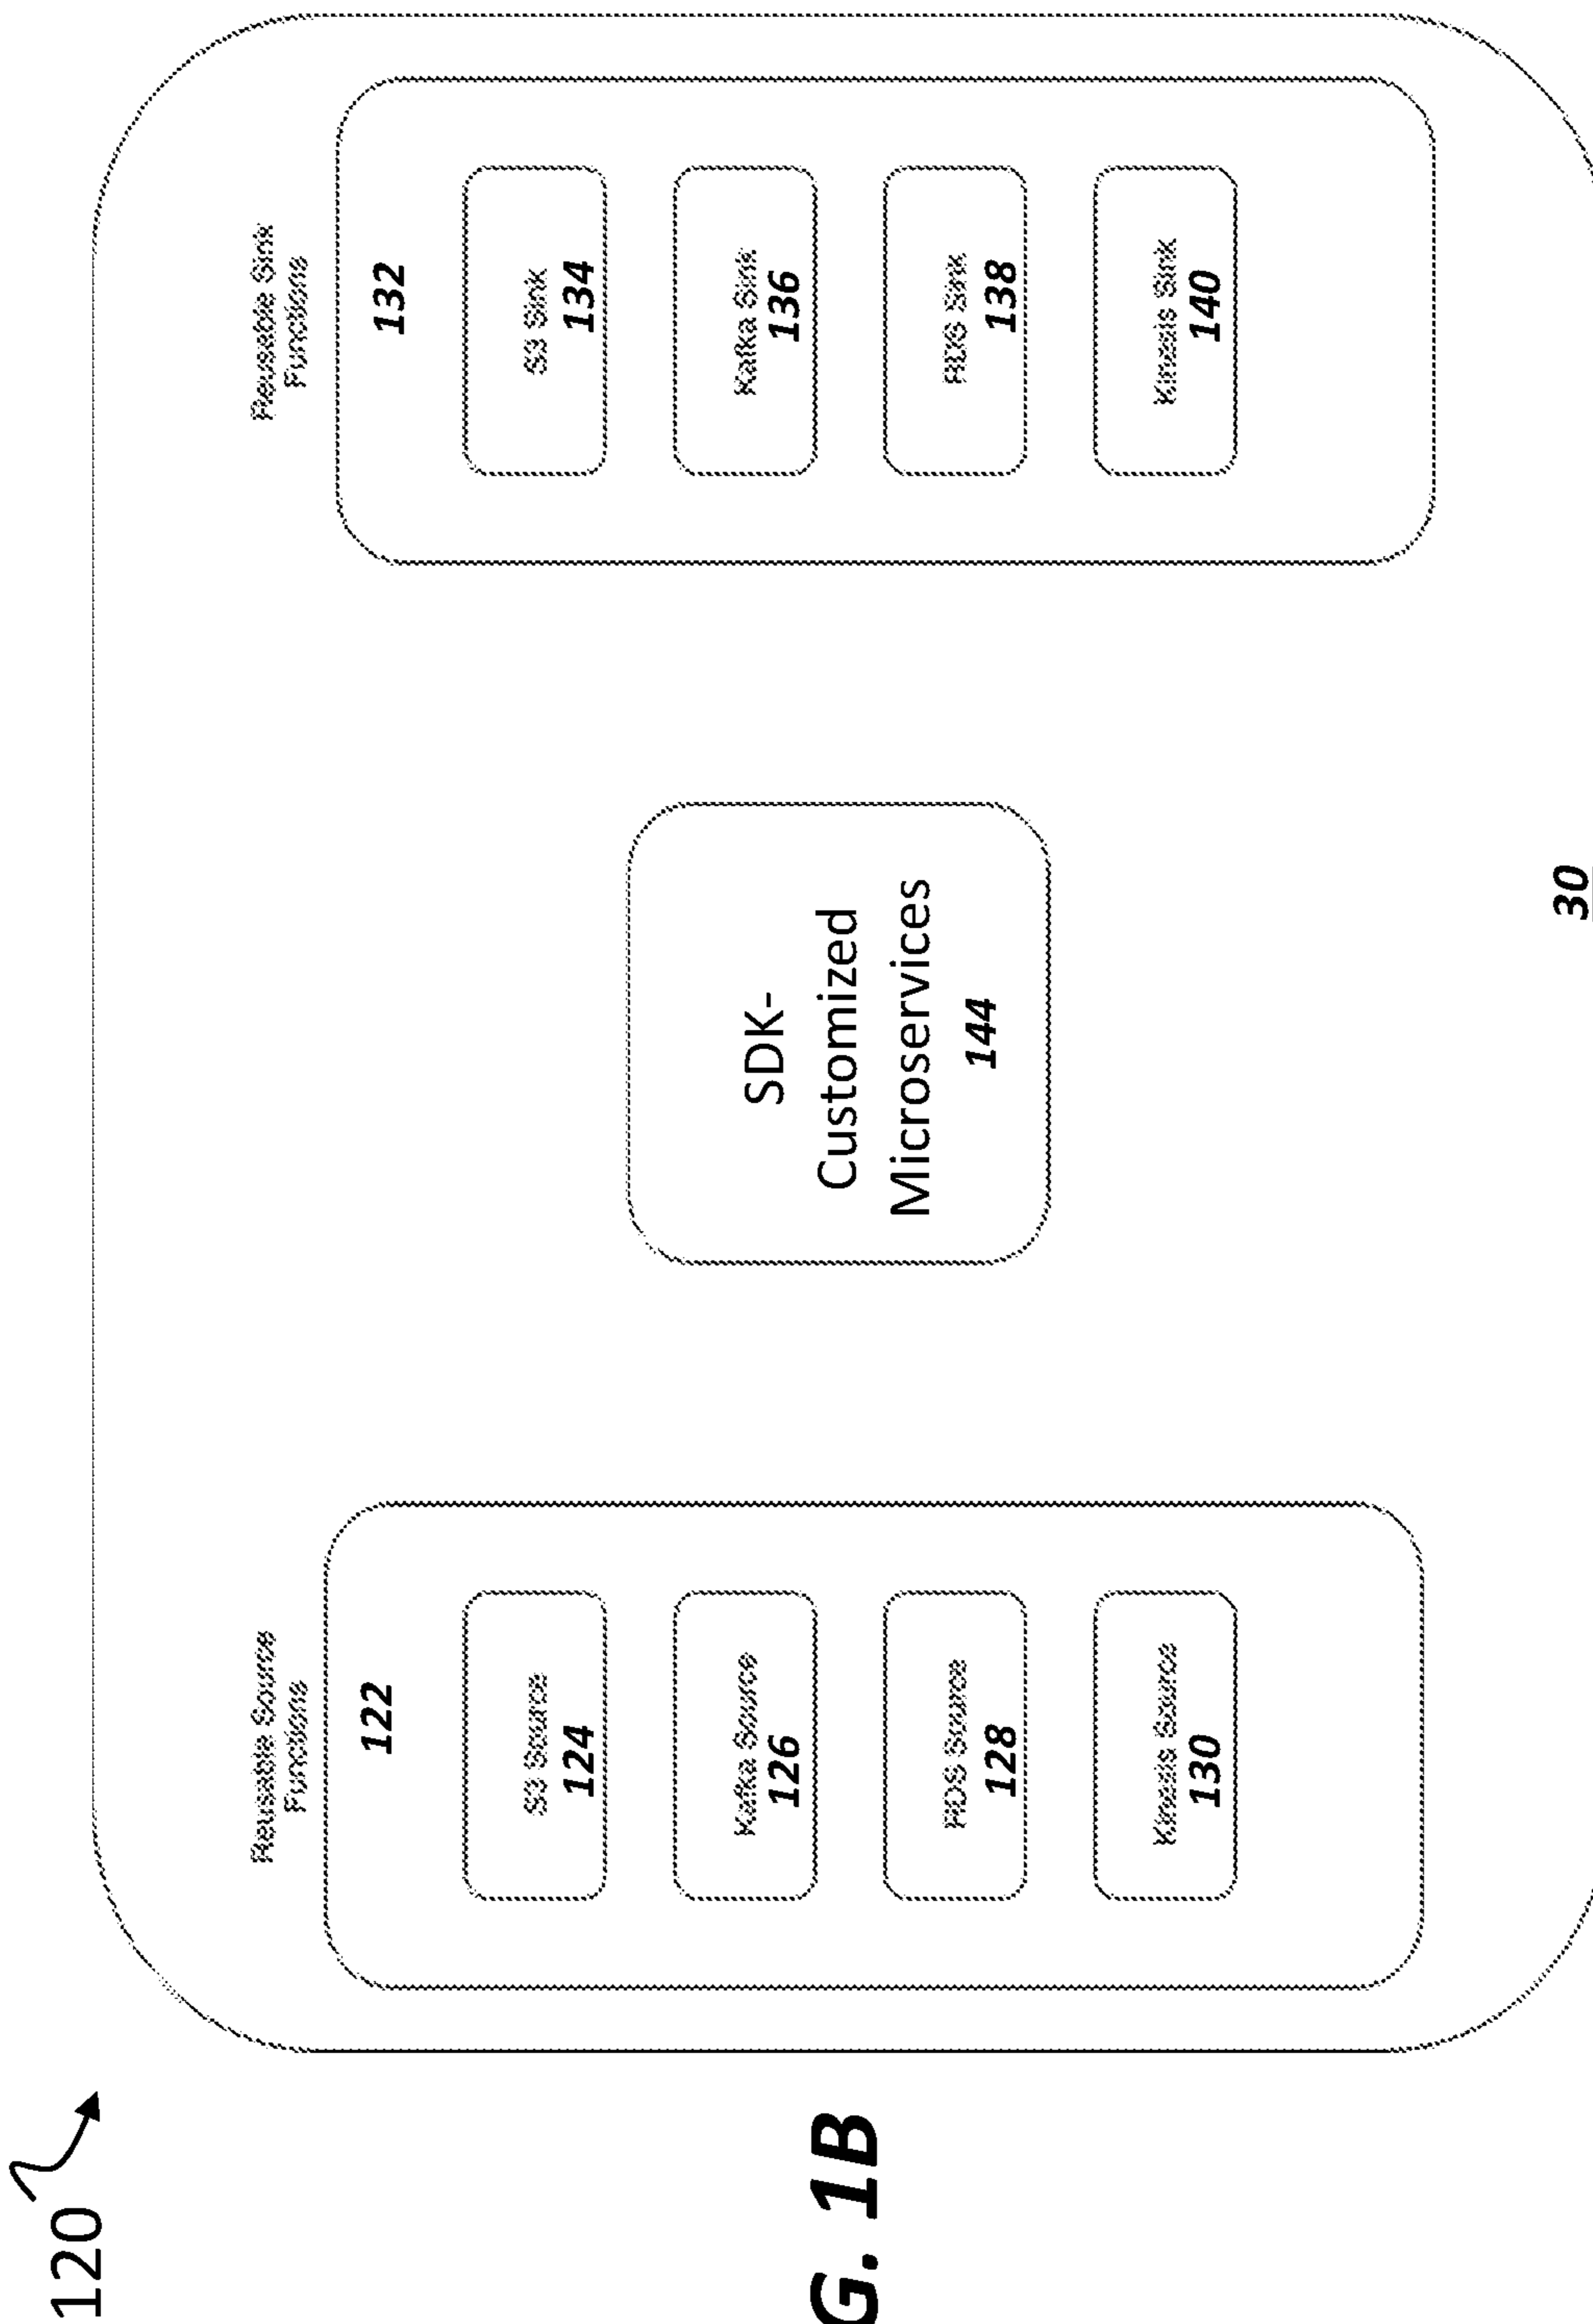 120
Reusable Source
Functions
122
S3 Source
124
Kafka Source
126
RDS Source
128
Kinesis Source
130
SDK-
Customized
Microservices
144
Reusable Sink
Functions
132
S3 Sink
134
Kafka Sink
136
RDS Sink
138
Kinesis Sink
140
30
G. 1B